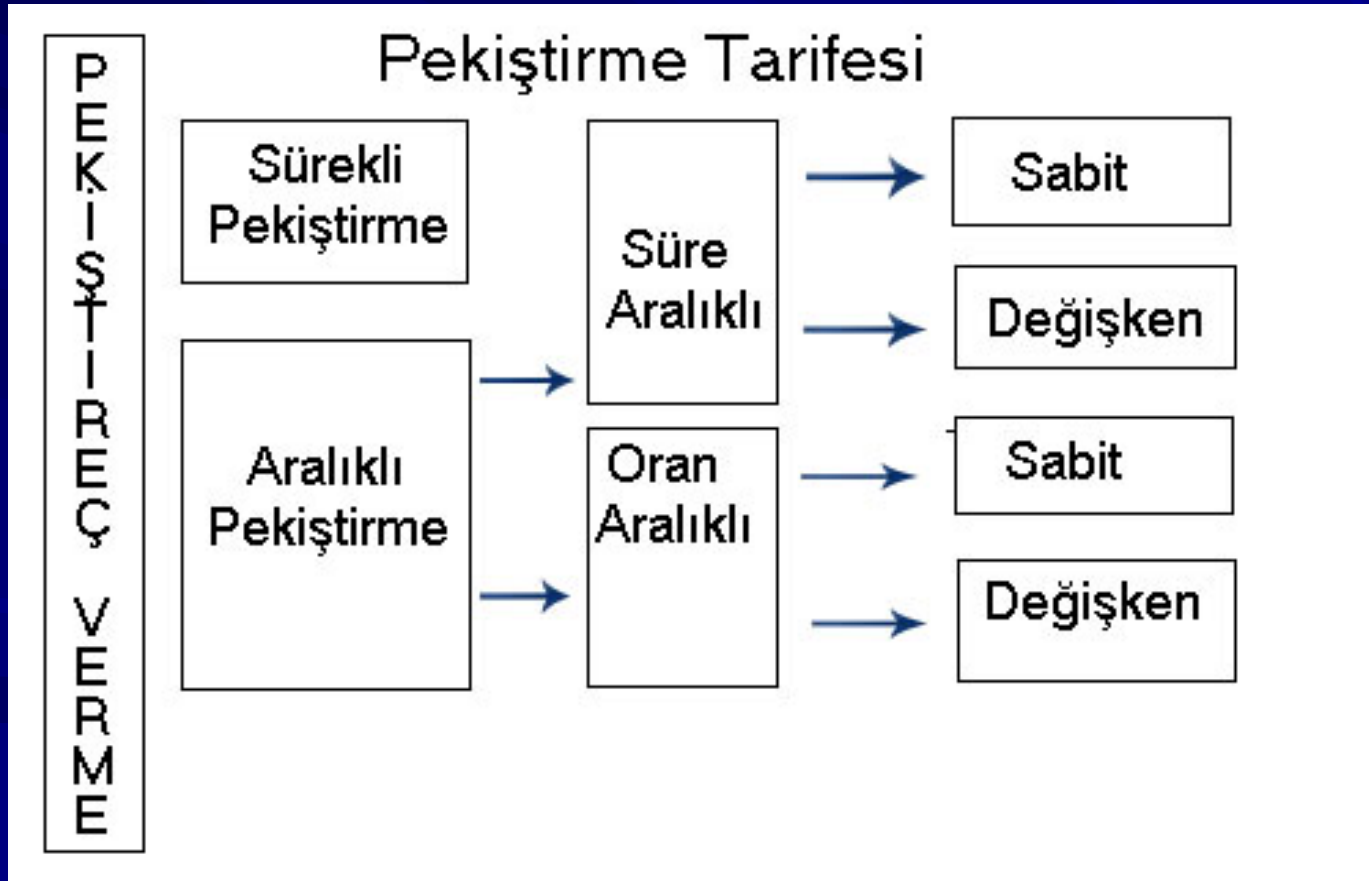 PEKİŞTİREÇ VERME
Pekiştirme Tarifesi
Sürekli
Pekiştirme
Aralıklı
Pekiştirme
Süre
Aralıklı
Oran
Aralıklı
Sabit
Değişken
Sabit
Değişken